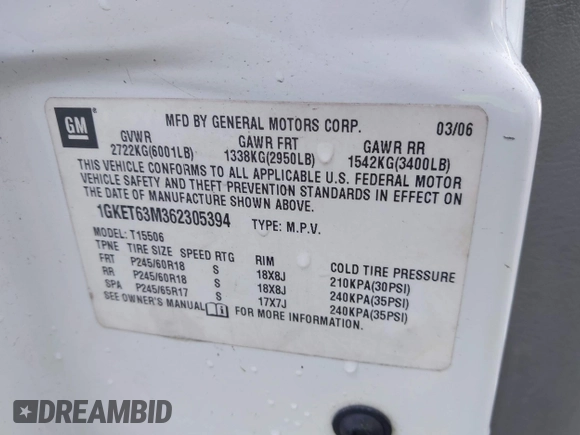 GM
MFD BY GENERAL MOTORS CORP. 03/06
GVWR GAWR FRT GAWR RR
2722KG(6001LB) 1338KG(2950LB) 1542KG(3400LB)
THIS VEHICLE CONFORMS TO ALL APPLICABLE U.S. FEDERAL MOTOR
VEHICLE SAFETY AND THEFT PREVENTION STANDARDS IN EFFECT ON
THE DATE OF MANUFACTURE SHOWN ABOVE.
1GKET63M362305394 TYPE: M.P.V.
MODEL: T15506
TPNE TIRE SIZE SPEED RTG RIM COLD TIRE PRESSURE
FRT P245/60R18 S 18X8J 210KPA(30PSI)
RR P245/60R18 S 18X8J 240KPA(35PSI)
SPA P245/65R17 S 17X7J 240KPA(35PSI)
SEE OWNER'S MANUAL FOR MORE INFORMATION.
DREAMBID